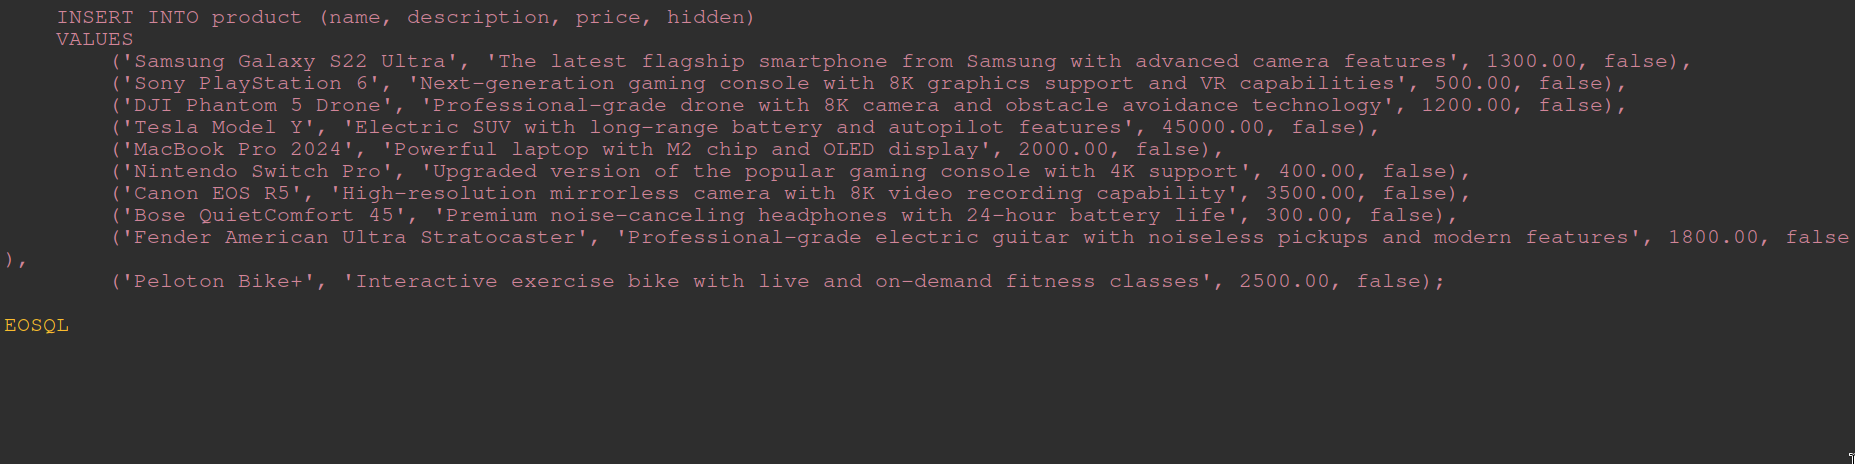 INSERT INTO product (name, description, price, hidden)
VALUES
('Samsung Galaxy S22 Ultra', 'The latest flagship smartphone from Samsung with advanced camera features', 1300.00, false),
('Sony PlayStation 6', 'Next-generation gaming console with 8K graphics support and VR capabilities', 500.00, false),
('DJI Phantom 5 Drone', 'Professional-grade drone with 8K camera and obstacle avoidance technology', 1200.00, false),
('Tesla Model Y', 'Electric SUV with long-range battery and autopilot features', 45000.00, false),
('MacBook Pro 2024', 'Powerful laptop with M2 chip and OLED display', 2000.00, false),
('Nintendo Switch Pro', 'Upgraded version of the popular gaming console with 4K support', 400.00, false),
('Canon EOS R5', 'High-resolution mirrorless camera with 8K video recording capability', 3500.00, false),
('Bose QuietComfort 45', 'Premium noise-canceling headphones with 24-hour battery life', 300.00, false),
('Fender American Ultra Stratocaster', 'Professional-grade electric guitar with noiseless pickups and modern features', 1800.00, false
),
('Peloton Bike+', 'Interactive exercise bike with live and on-demand fitness classes', 2500.00, false);
EOSQL